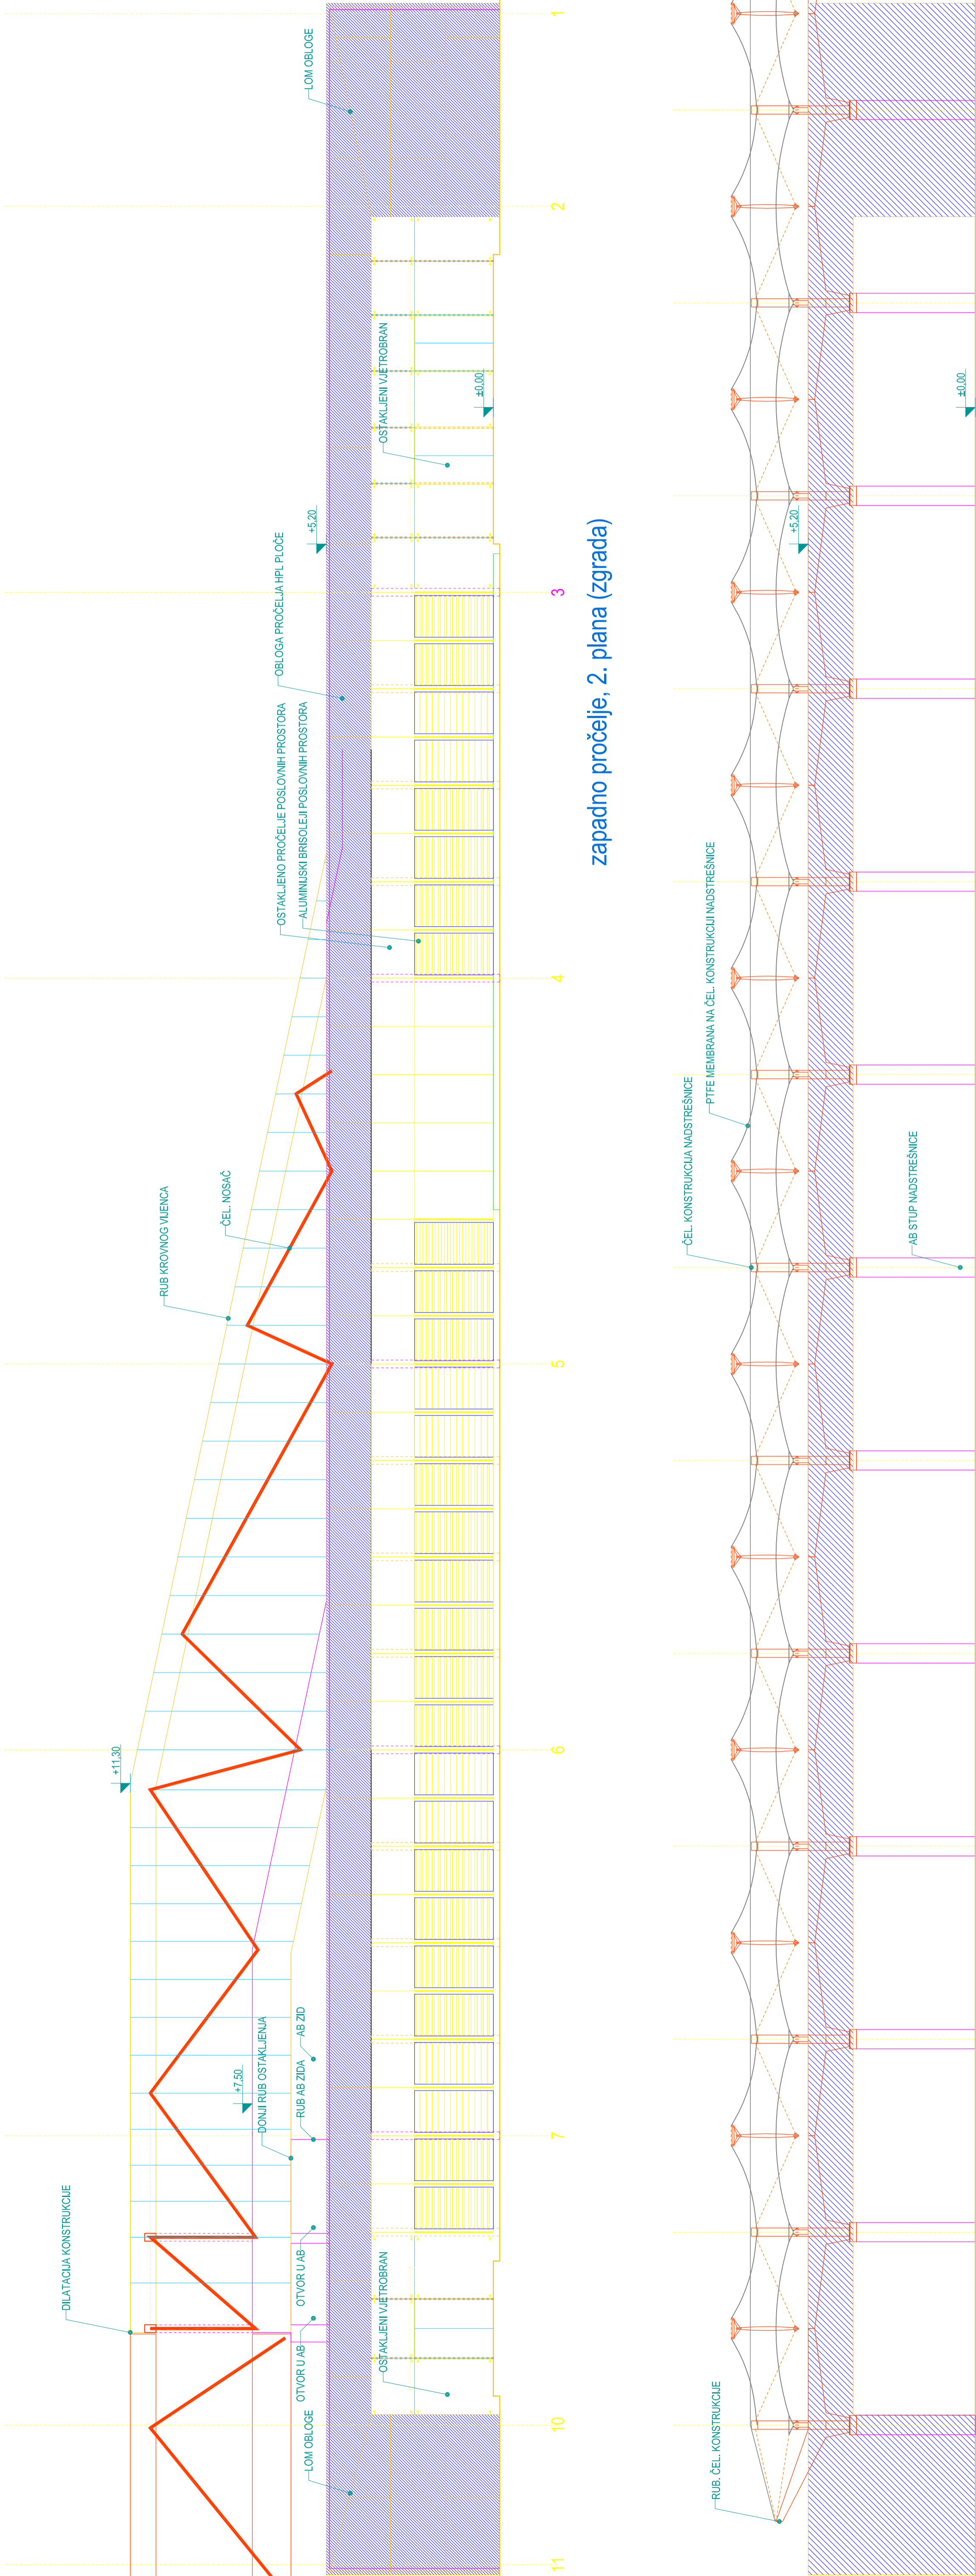 DILATACIJA KONSTRUKCIJE
+11,30
RUB KROVNOG VIJENCA
ČEL. NOSAČ
+7,50
DONJI RUB OSTAKLJENJA
OTVOR U AB
OTVOR U AB
RUB AB ZIDA
AB ZID
OSTAKLJENO PROČELJE POSLOVNIH PROSTORA
ALUMINIJSKI BRISOLEJI POSLOVNIH PROSTORA
OBLOGA PROČELJA HPL PLOČE
+5,20
LOM OBLOGE
LOM OBLOGE
OSTAKLJENI VJETROBRAN
OSTAKLJENI VJETROBRAN
±0,00
11
10
7
6
5
4
3
2
1
zapadno pročelje, 2. plana (zgrada)
RUB. ČEL. KONSTRUKCIJE
ČEL. KONSTRUKCIJA NADSTREŠNICE
PTFE MEMBRANA NA ČEL. KONSTRUKCIJI NADSTREŠNICE
+5,20
AB STUP NADSTREŠNICE
±0,00